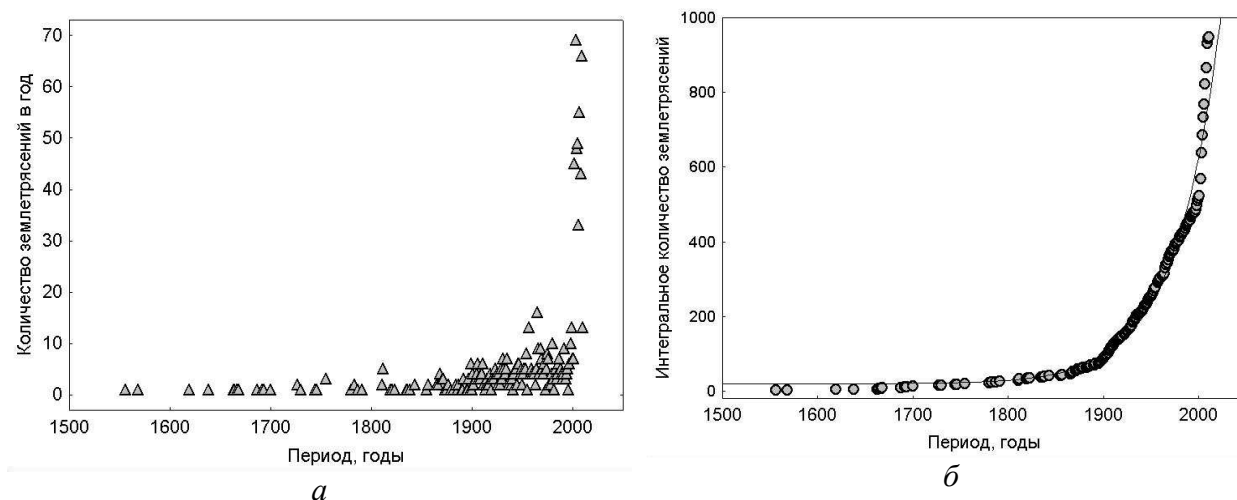 Количество землетрясений в год
70
60
50
40
30
20
10
0
1500 1600 1700 1800 1900 2000
Период, годы
а
Интегральное количество землетрясений
1000
800
600
400
200
0
1500 1600 1700 1800 1900 2000
Период, годы
б